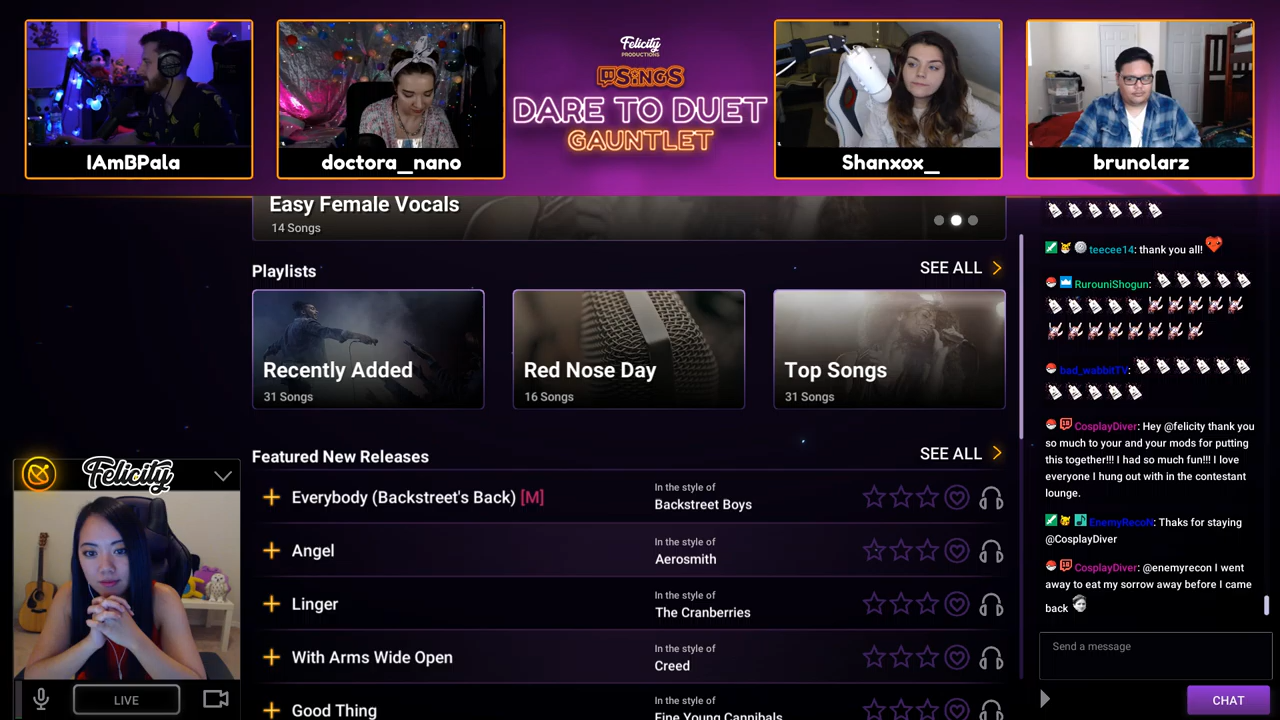 Felicity
PRODUCTIONS
SINGS
DARE TO DUET
GAUNTLET
IAmBPala
doctora__nano
Shanxox_
brunolarz
Easy Female Vocals
14 Songs
Playlists
SEE ALL
Recently Added
31 Songs
Red Nose Day
16 Songs
Top Songs
31 Songs
Featured New Releases
SEE ALL
Everybody (Backstreet's Back) [M]
In the style of
Backstreet Boys
Angel
In the style of
Aerosmith
Linger
In the style of
The Cranberries
With Arms Wide Open
In the style of
Creed
Good Thing
In the style of
Fine Young Cannibals
Felicity
LIVE
teecee14: thank you all!
RurouniShogun:
bad_wabbitTV:
CosplayDiver: Hey @felicity thank you
so much to your and your mods for putting
this together!!! I had so much fun!!! I love
everyone I hung out with in the contestant
lounge.
EnemyRecoN: Thaks for staying
@CosplayDiver
CosplayDiver: @enemyrecon I went
away to eat my sorrow away before I came
back
Send a message
CHAT